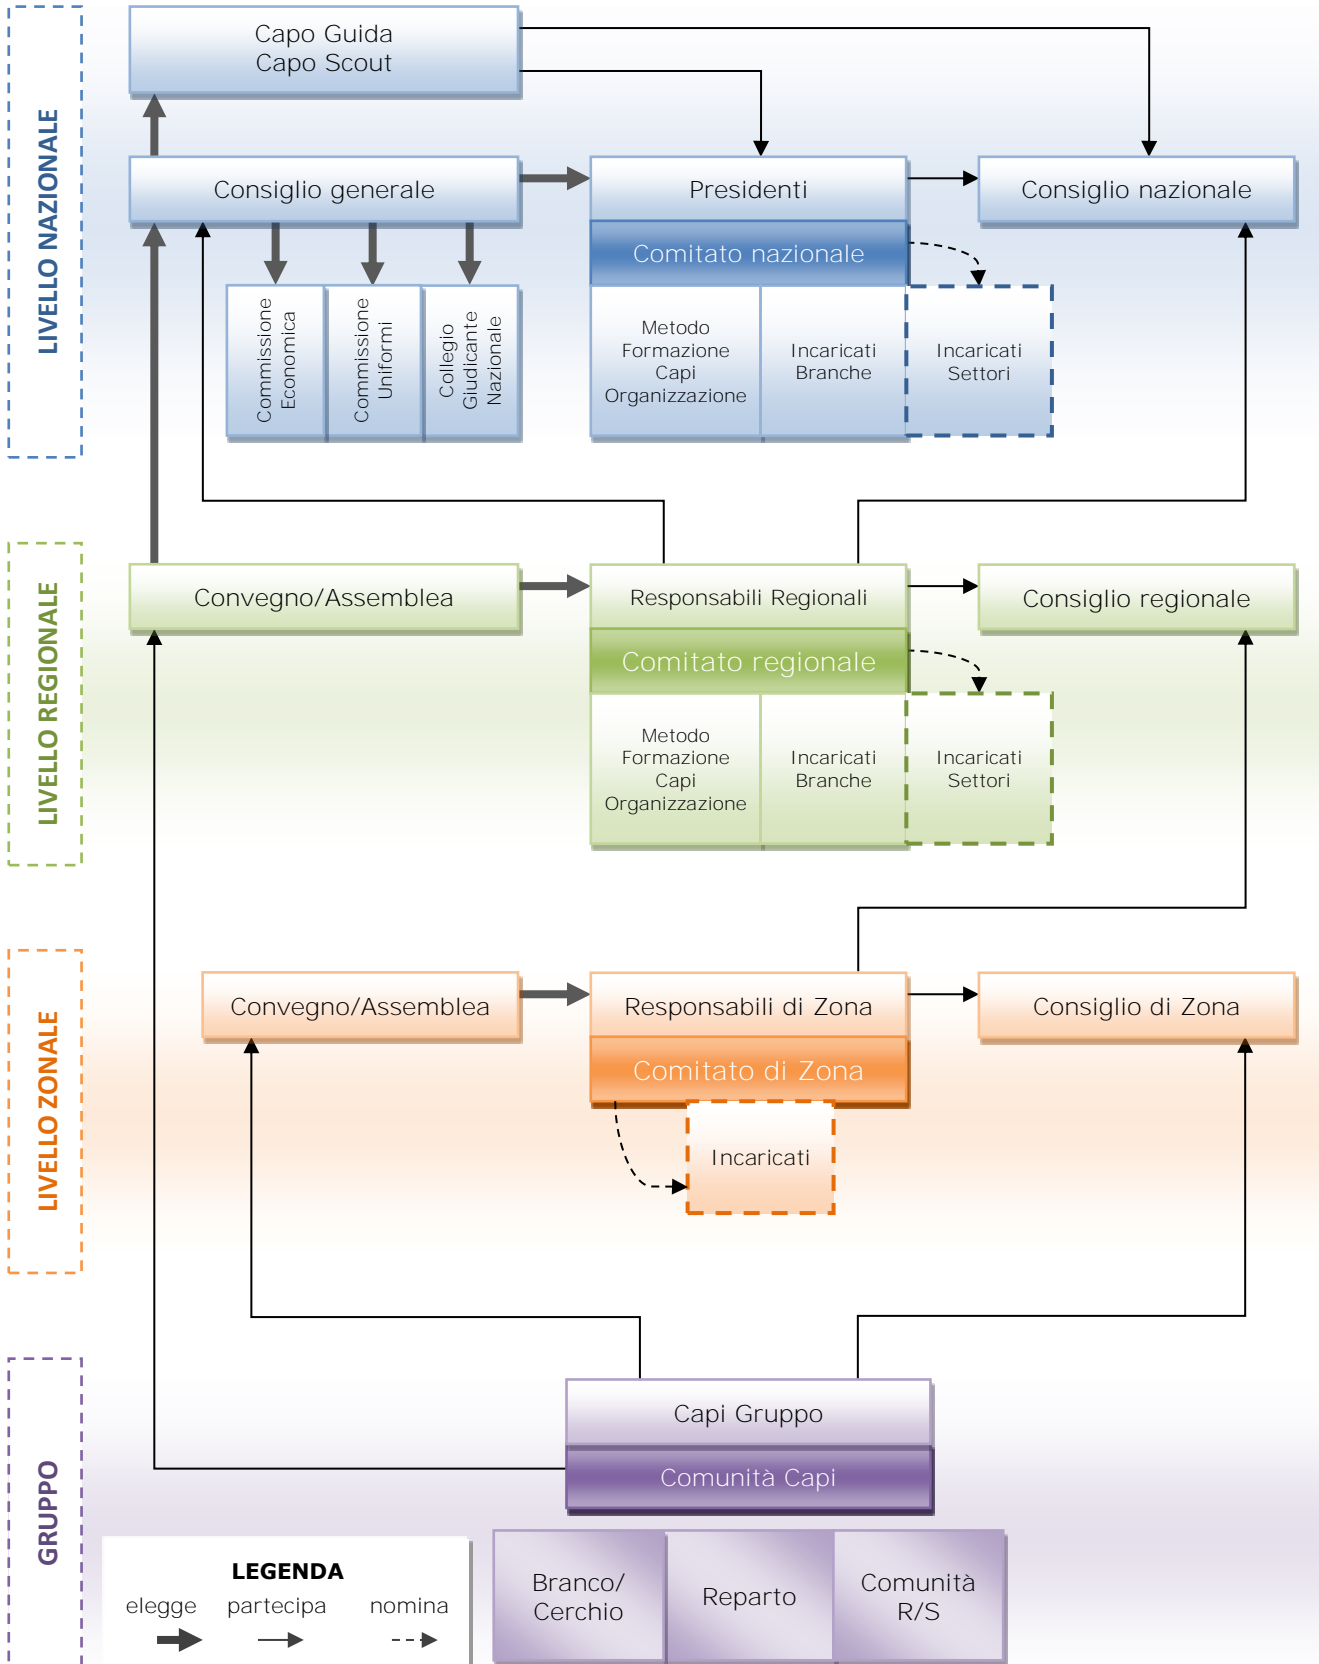 LIVELLO NAZIONALE
Capo Guida
Capo Scout
Consiglio generale
Presidenti
Consiglio nazionale
Comitato nazionale
Commissione
Economica
Commissione
Uniformi
Collegio
Giudicante
Nazionale
Metodo
Formazione
Capi
Organizzazione
Incaricati
Branche
Incaricati
Settori
LIVELLO REGIONALE
Convegno/Assemblea
Responsabili Regionali
Consiglio regionale
Comitato regionale
Metodo
Formazione
Capi
Organizzazione
Incaricati
Branche
Incaricati
Settori
LIVELLO ZONALE
Convegno/Assemblea
Responsabili di Zona
Consiglio di Zona
Comitato di Zona
Incaricati
GRUPPO
Capi Gruppo
Comunità Capi
Branco/
Cerchio
Reparto
Comunità
R/S
LEGENDA
elegge partecipa nomina